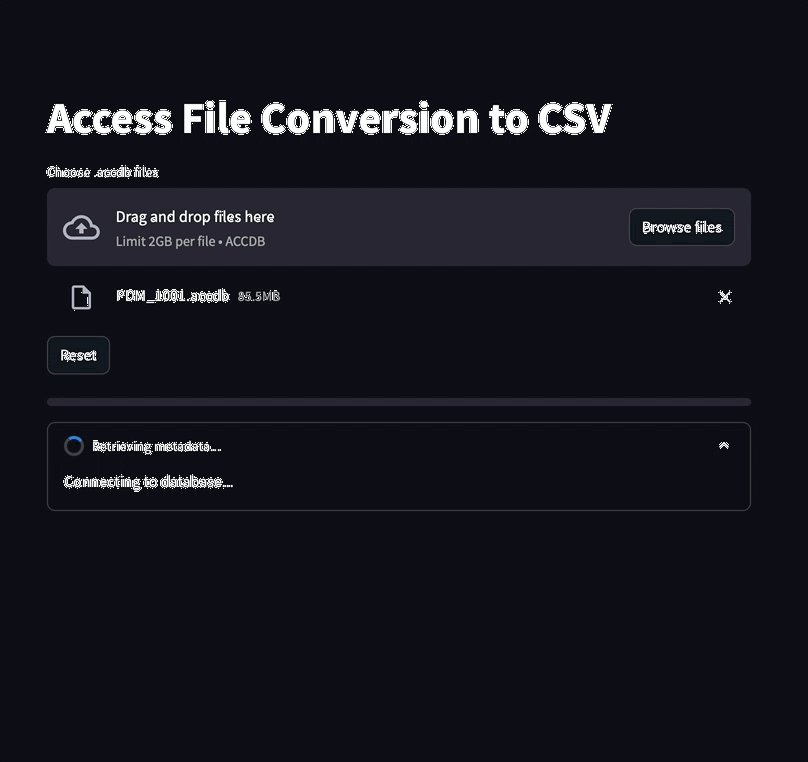 Access File Conversion to CSV
Choose .accdb files
Drag and drop files here
Limit 2GB per file • ACCDB
Browse files
PDM_1001.accdb 95.5MB
Reset
Retrieving metadata...
Connecting to database...